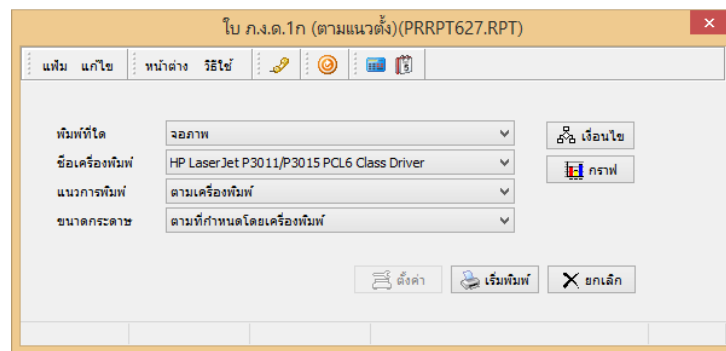 ใบ ภ.ง.ด.1ก (ตามแนวตั้ง)(PRRPT627.RPT)
แฟ้ม แก้ไข หน้าต่าง วิธีใช้
พิมพ์ที่ใด จอภาพ เงื่อนไข
ชื่อเครื่องพิมพ์ HP LaserJet P3011/P3015 PCL6 Class Driver กราฟ
แนวการพิมพ์ ตามเครื่องพิมพ์
ขนาดกระดาษ ตามที่กำหนดโดยเครื่องพิมพ์
ตั้งค่า เริ่มพิมพ์ ยกเลิก